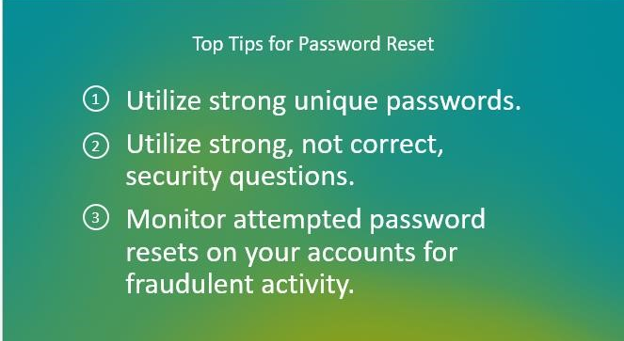 Top Tips for Password Reset
1 Utilize strong unique passwords.
2 Utilize strong, not correct,
security questions.
3 Monitor attempted password
resets on your accounts for
fraudulent activity.